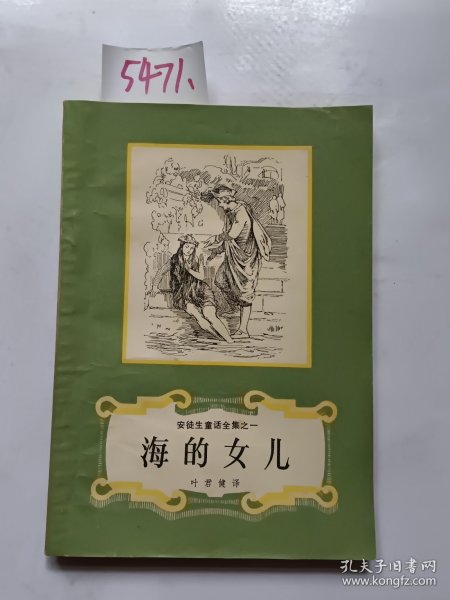 5471、
安徒生童话全集之一
海的女儿
叶君健译
孔夫子旧书网
www.kongfz.com